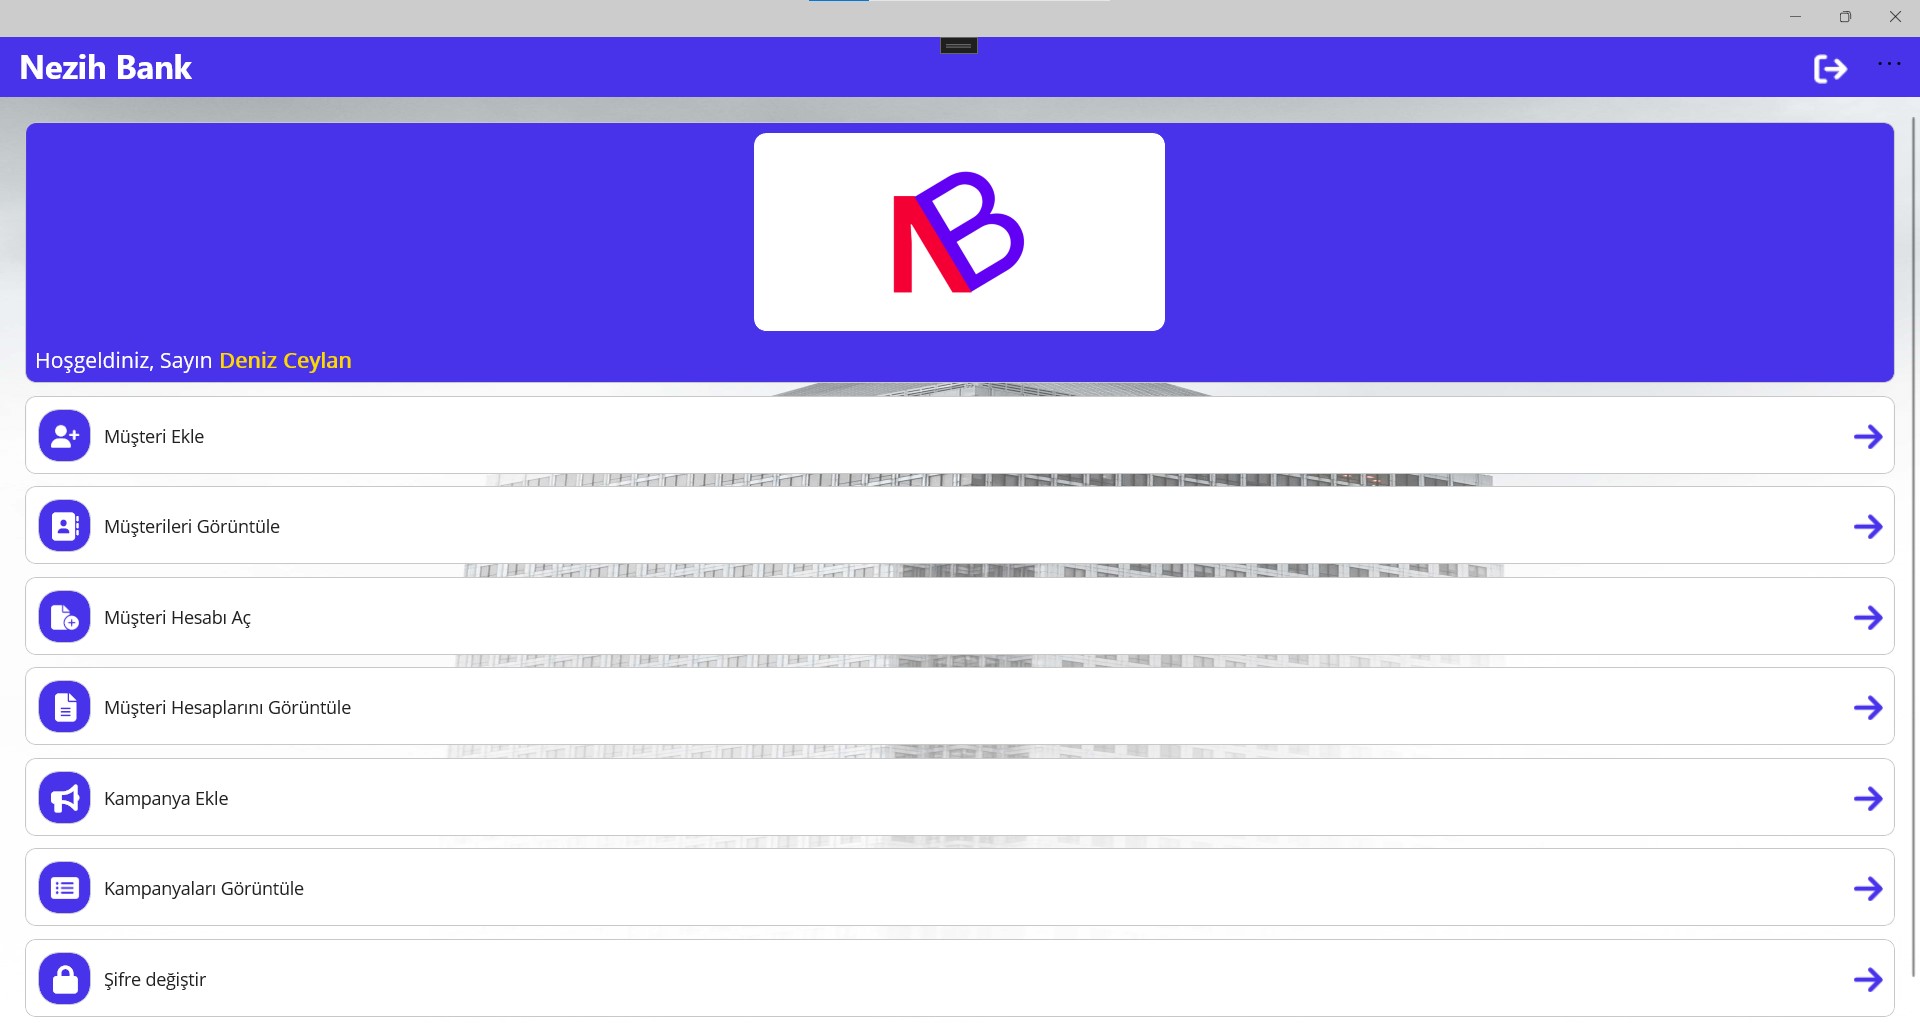 Nezih Bank
NB
Hoşgeldiniz, Sayın Deniz Ceylan
Müşteri Ekle
Müşterileri Görüntüle
Müşteri Hesabı Aç
Müşteri Hesaplarını Görüntüle
Kampanya Ekle
Kampanyaları Görüntüle
Şifre değiştir